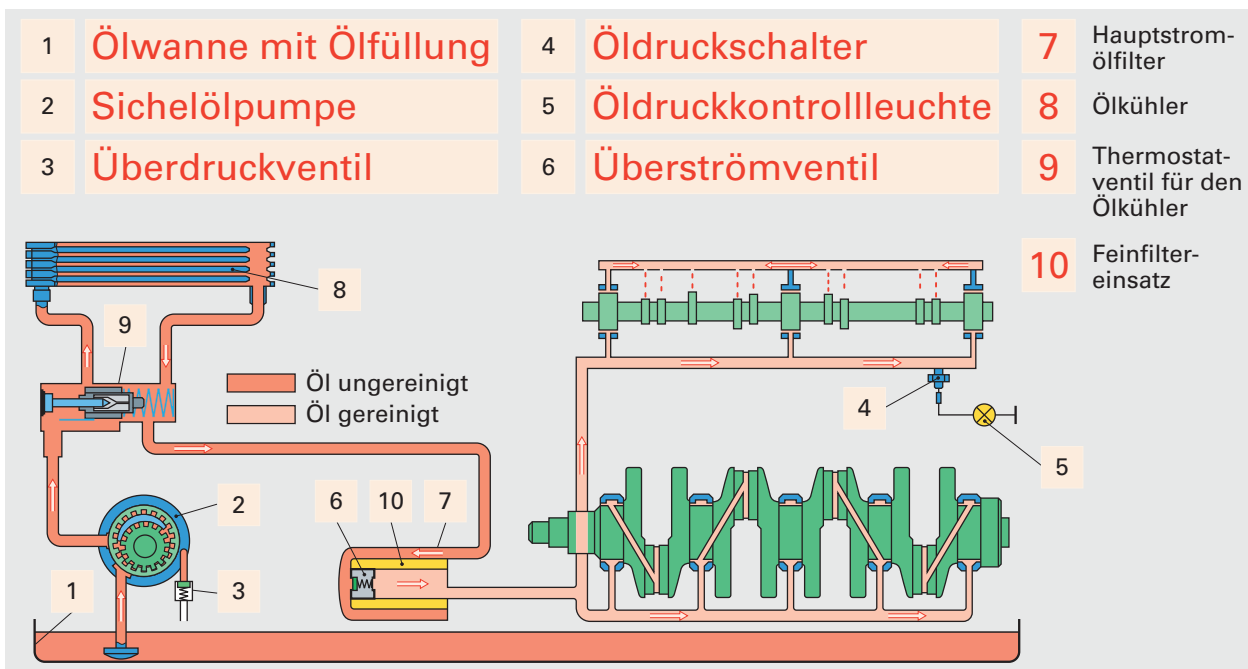 1 Ölwanne mit Ölfüllung
2 Sichelölpumpe
3 Überdruckventil
4 Öldruckschalter
5 Öldruckkontrollleuchte
6 Überströmventil
7 Hauptstrom-
ölfilter
8 Ölkühler
9 Thermostat-
ventil für den
Ölkühler
10 Feinfilter-
einsatz
8
9
Öl ungereinigt
Öl gereinigt
4
5
2
6
10
7
1
3